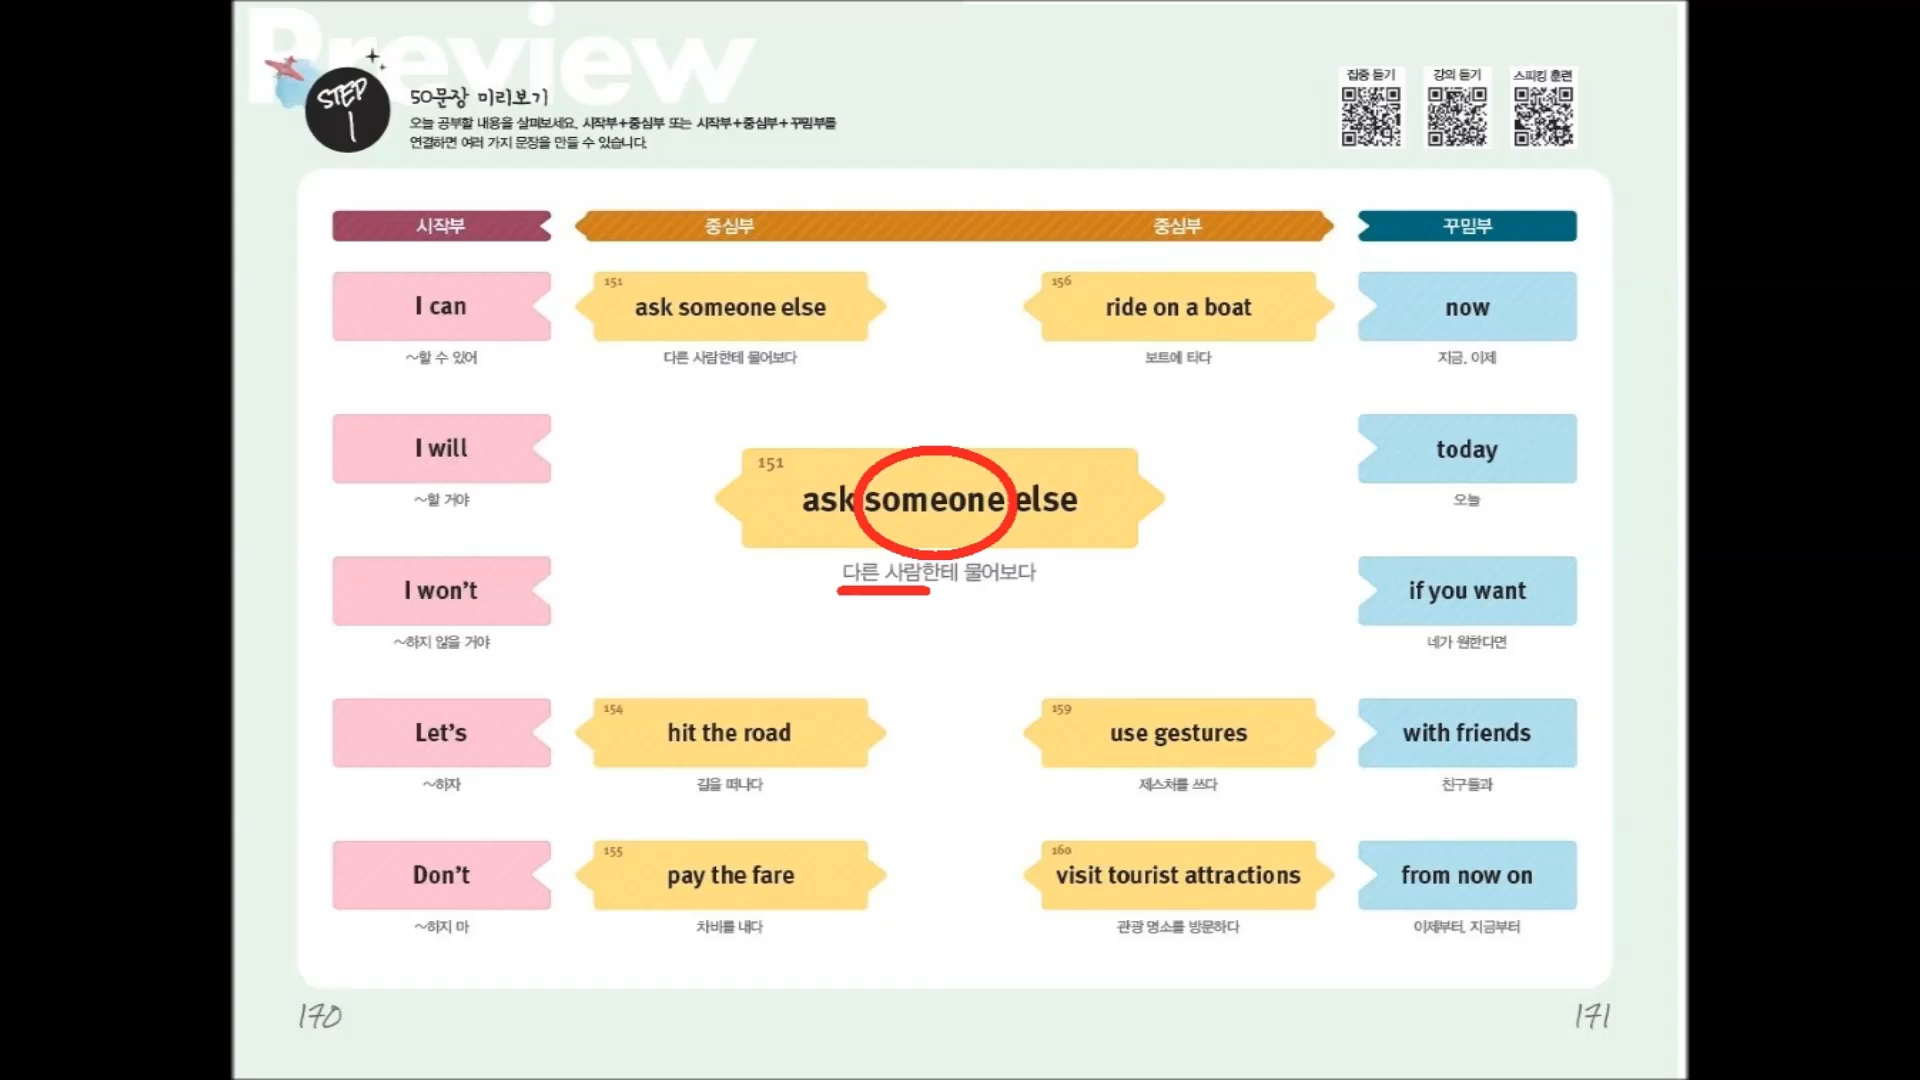 Preview
STEP
1
50문장 미리보기
오늘 공부할 내용을 살펴보세요. 시작부+중심부 또는 시작부+중심부+꾸밈부를
연결하면 여러 가지 문장을 만들 수 있습니다.
집중 듣기
강의 듣기
스피킹 훈련
시작부
중심부
중심부
꾸밈부
I can
~할 수 있어
151
ask someone else
다른 사람한테 물어보다
156
ride on a boat
보트에 타다
now
지금, 이제
I will
~할 거야
151
ask someone else
다른 사람한테 물어보다
today
오늘
I won't
~하지 않을 거야
if you want
네가 원한다면
Let's
~하자
154
hit the road
길을 떠나다
159
use gestures
제스처를 쓰다
with friends
친구들과
Don't
~하지 마
155
pay the fare
차비를 내다
160
visit tourist attractions
관광 명소를 방문하다
from now on
이제부터, 지금부터
170
171